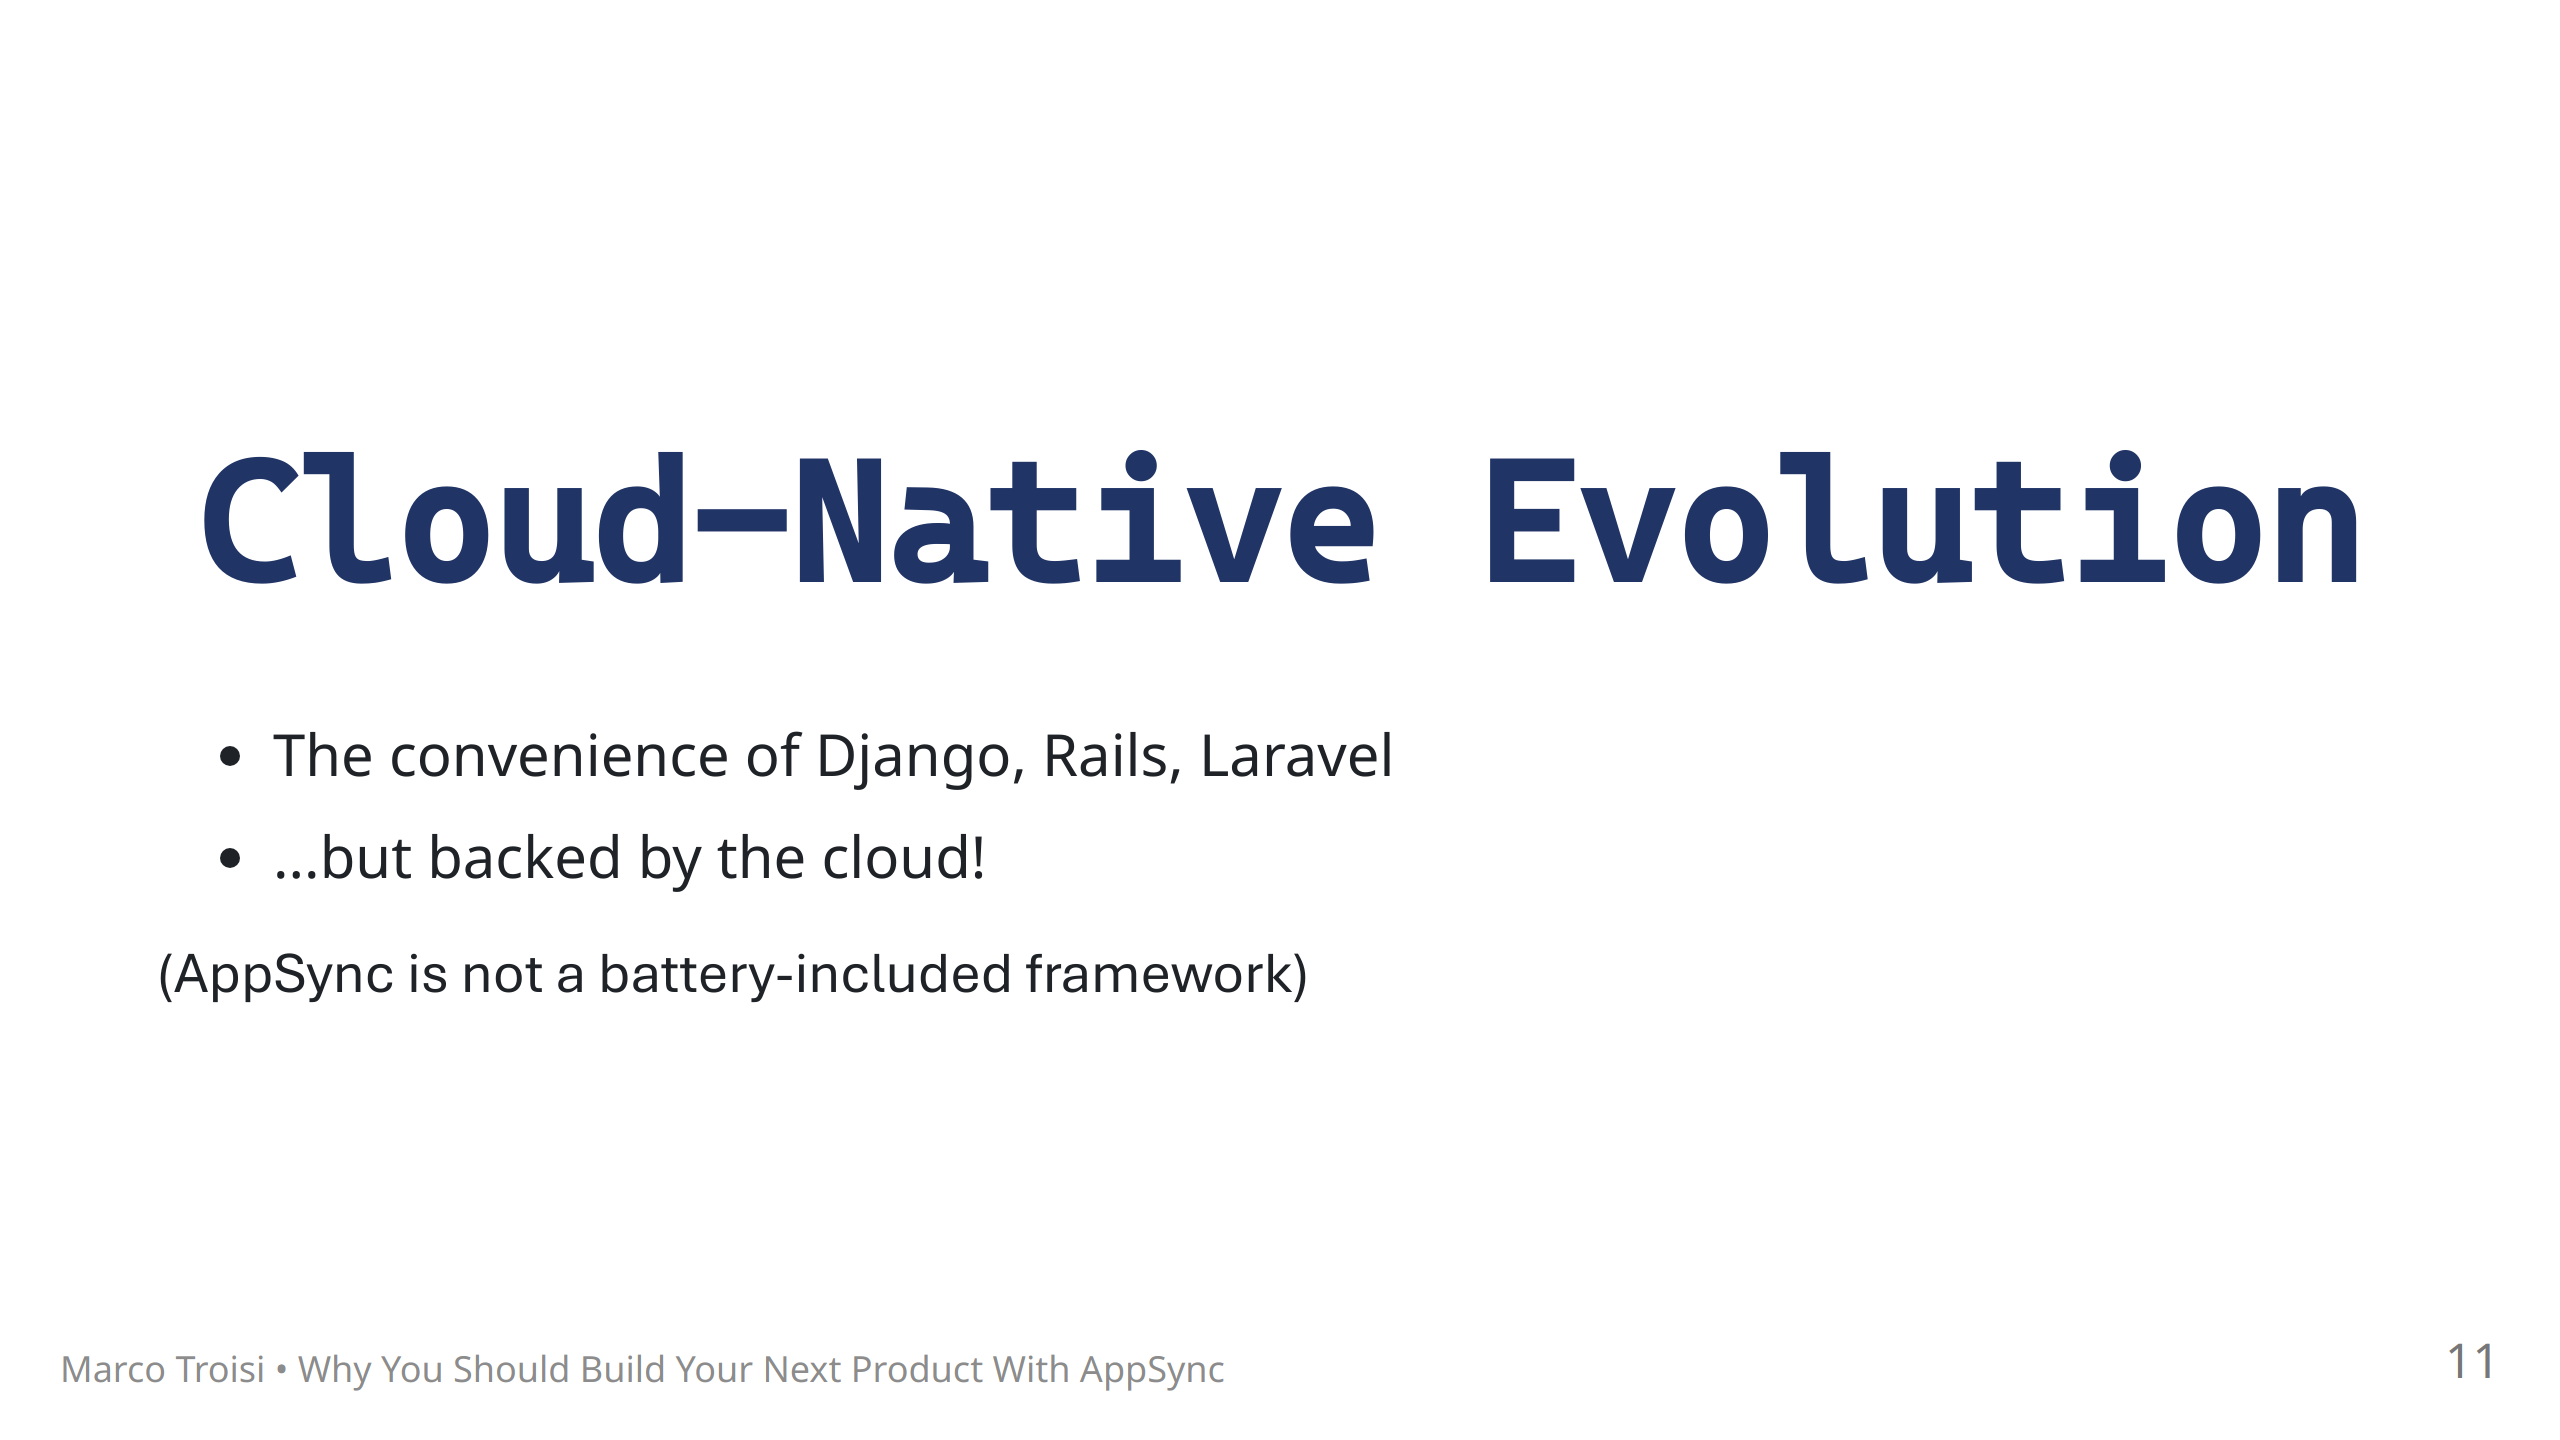 Cloud-Native Evolution
• The convenience of Django, Rails, Laravel
• ...but backed by the cloud!
(AppSync is not a battery-included framework)
Marco Troisi • Why You Should Build Your Next Product With AppSync
11